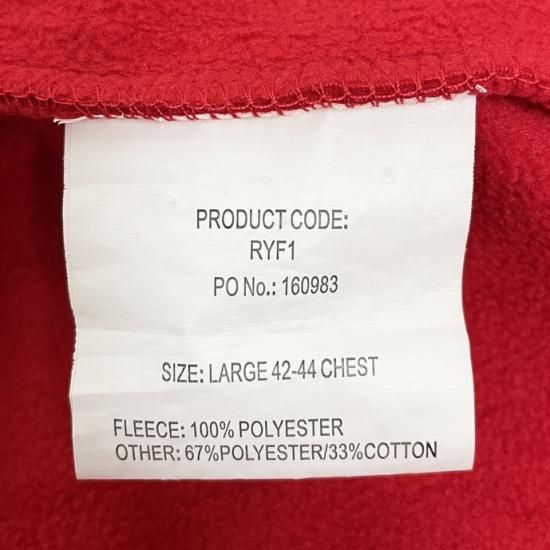 PRODUCT CODE:
RYF1
PO No.: 160983
SIZE: LARGE 42-44 CHEST
FLEECE: 100% POLYESTER
OTHER: 67%POLYESTER/33%COTTON